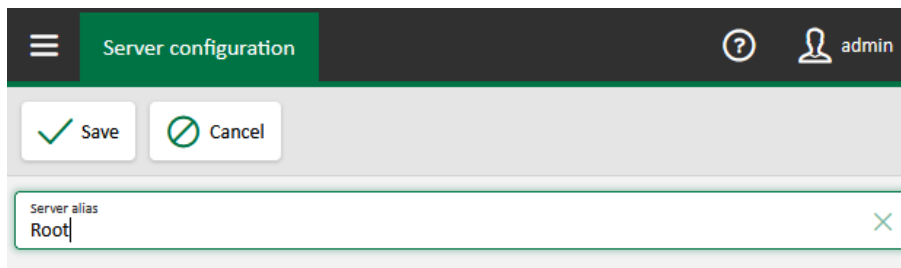 Server configuration
? admin
Save Cancel
Server alias
Root